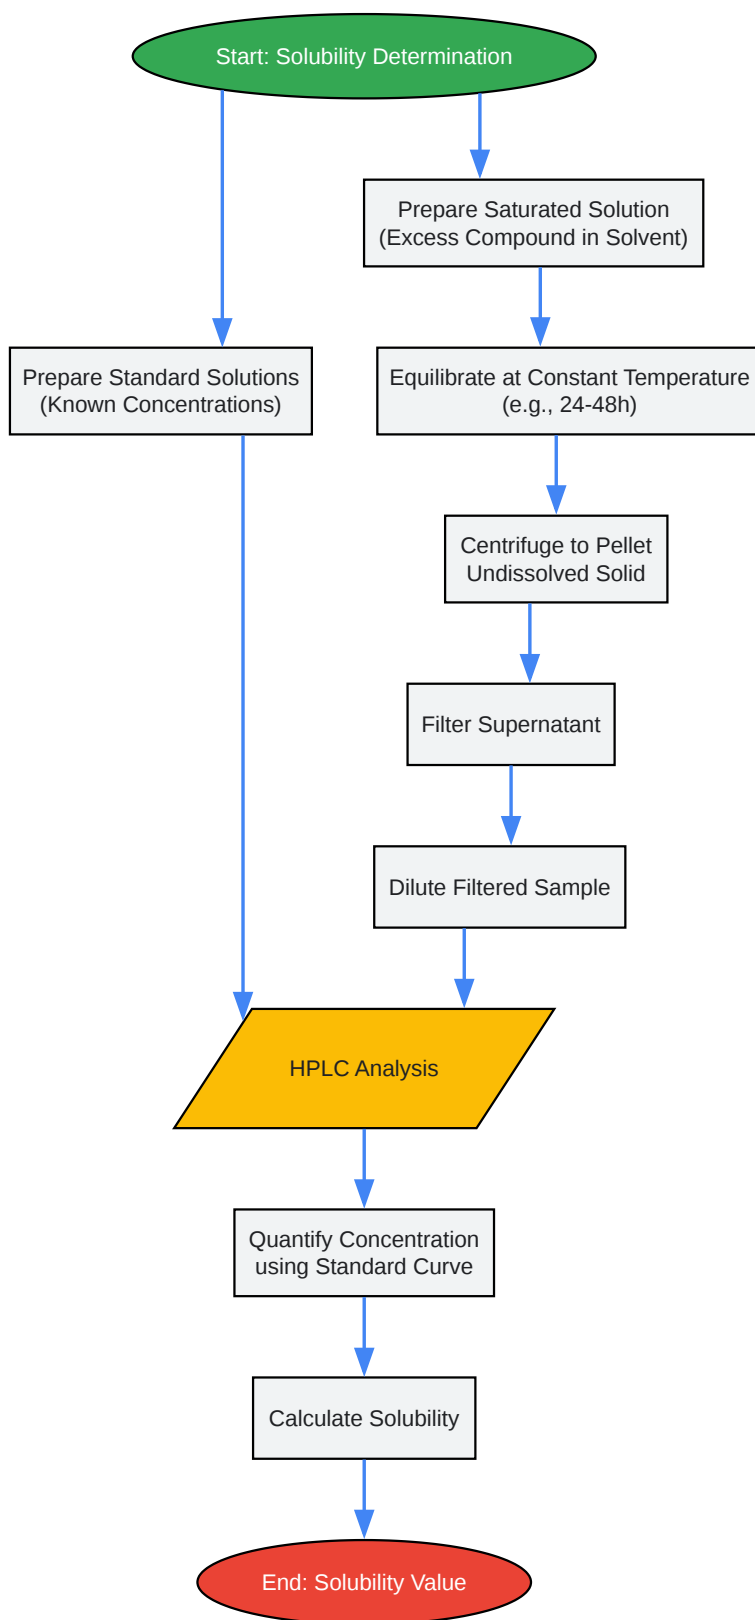 Start: Solubility Determination
Prepare Saturated Solution
(Excess Compound in Solvent)
Prepare Standard Solutions
(Known Concentrations)
Equilibrate at Constant Temperature
(e.g., 24-48h)
Centrifuge to Pellet
Undissolved Solid
Filter Supernatant
Dilute Filtered Sample
HPLC Analysis
Quantify Concentration
using Standard Curve
Calculate Solubility
End: Solubility Value